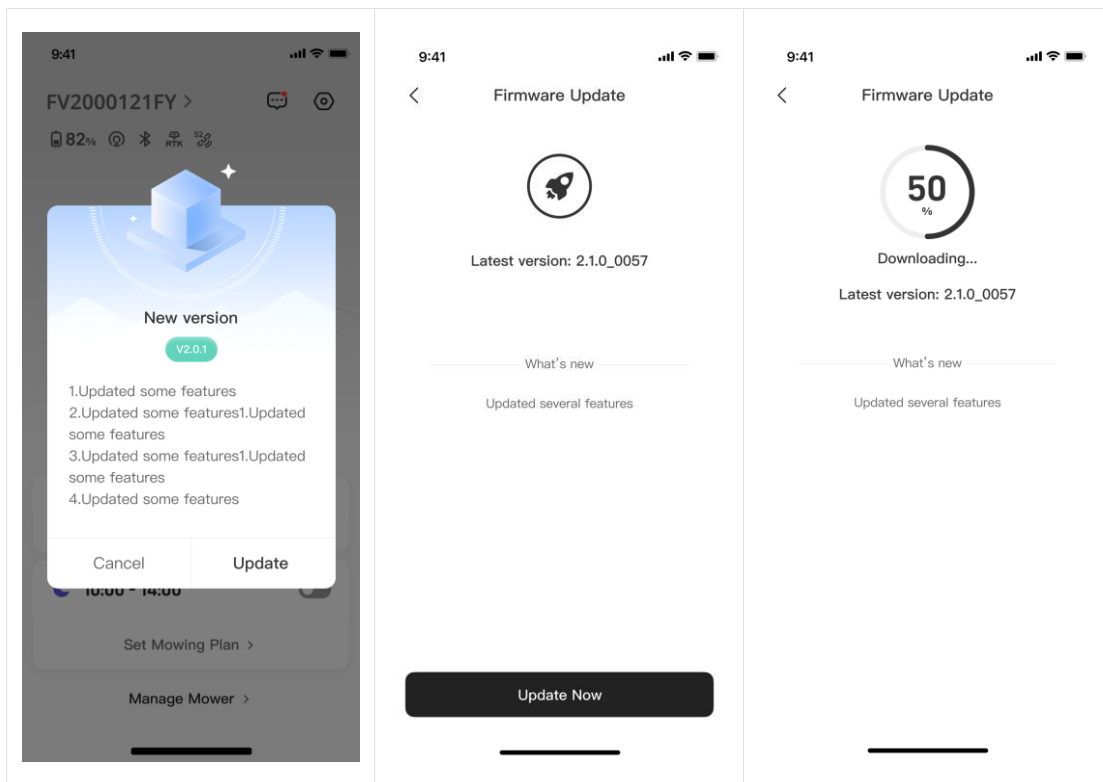 9:41
FV2000121FY >
82%
RTK
52
New version
V2.0.1
1.Updated some features
2.Updated some features1.Updated
some features
3.Updated some features1.Updated
some features
4.Updated some features
Cancel
Update
10:00 - 14:00
Set Mowing Plan >
Manage Mower >
9:41
Firmware Update
Latest version: 2.1.0_0057
What's new
Updated several features
Update Now
9:41
Firmware Update
50
%
Downloading...
Latest version: 2.1.0_0057
What's new
Updated several features